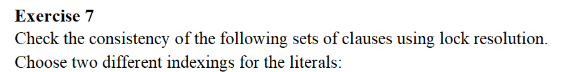 Exercise 7
Check the consistency of the following sets of clauses using lock resolution.
Choose two different indexings for the literals: